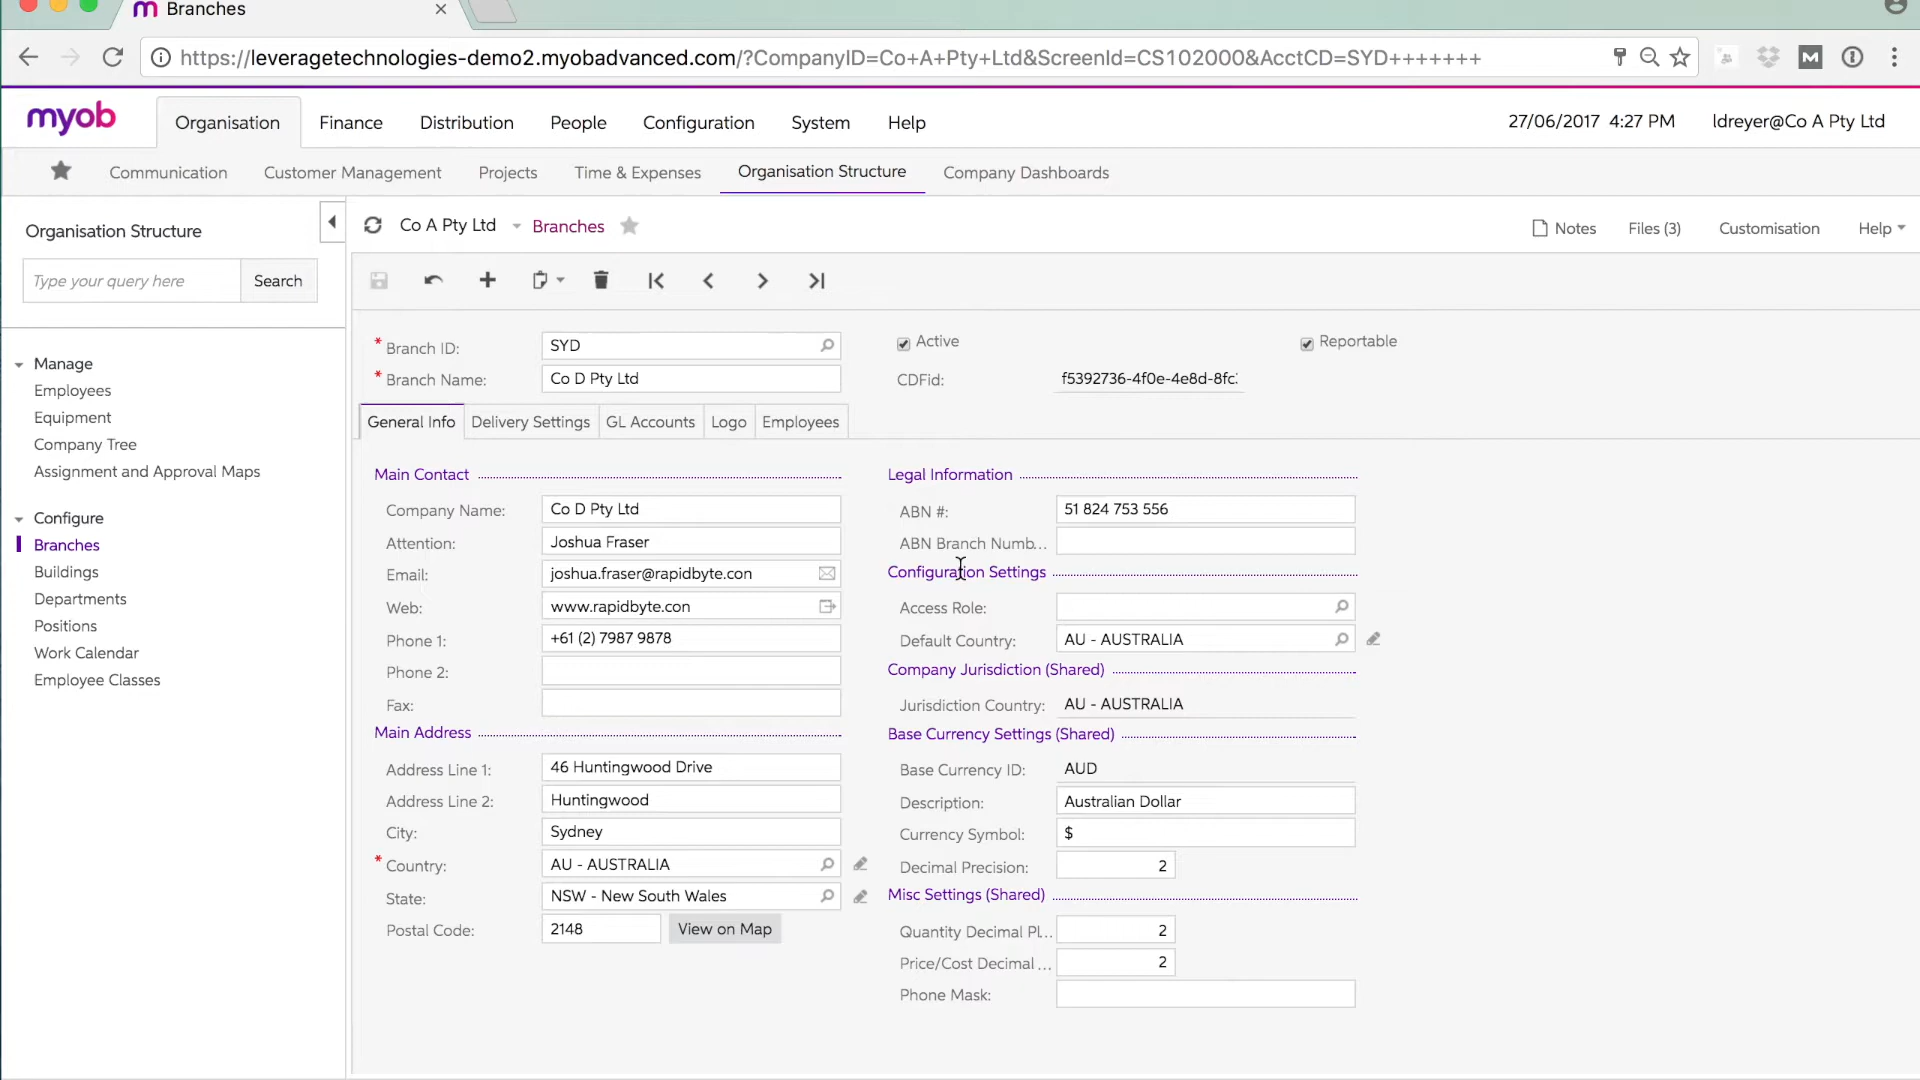 Branches
https://leveragetechnologies-demo2.myobadvanced.com/?CompanyID=Co+A+Pty+Ltd&ScreenId=CS102000&AcctCD=SYD+++++++
myob
Organisation
Finance
Distribution
People
Configuration
System
Help
27/06/2017 4:27 PM
ldreyer@Co A Pty Ltd
Communication
Customer Management
Projects
Time & Expenses
Organisation Structure
Company Dashboards
Organisation Structure
Type your query here
Search
Manage
Employees
Equipment
Company Tree
Assignment and Approval Maps
Configure
Branches
Buildings
Departments
Positions
Work Calendar
Employee Classes
Co A Pty Ltd
Branches
Notes
Files (3)
Customisation
Help
* Branch ID: SYD
* Branch Name: Co D Pty Ltd
Active
Reportable
CDFid: f5392736-4f0e-4e8d-8fc
General Info
Delivery Settings
GL Accounts
Logo
Employees
Main Contact
Company Name: Co D Pty Ltd
Attention: Joshua Fraser
Email: joshua.fraser@rapidbyte.con
Web: www.rapidbyte.con
Phone 1: +61 (2) 7987 9878
Phone 2:
Fax:
Main Address
Address Line 1: 46 Huntingwood Drive
Address Line 2: Huntingwood
City: Sydney
* Country: AU - AUSTRALIA
State: NSW - New South Wales
Postal Code: 2148
View on Map
Legal Information
ABN #: 51 824 753 556
ABN Branch Numb...
Configuration Settings
Access Role:
Default Country: AU - AUSTRALIA
Company Jurisdiction (Shared)
Jurisdiction Country: AU - AUSTRALIA
Base Currency Settings (Shared)
Base Currency ID: AUD
Description: Australian Dollar
Currency Symbol: $
Decimal Precision: 2
Misc Settings (Shared)
Quantity Decimal Pl... 2
Price/Cost Decimal ... 2
Phone Mask: